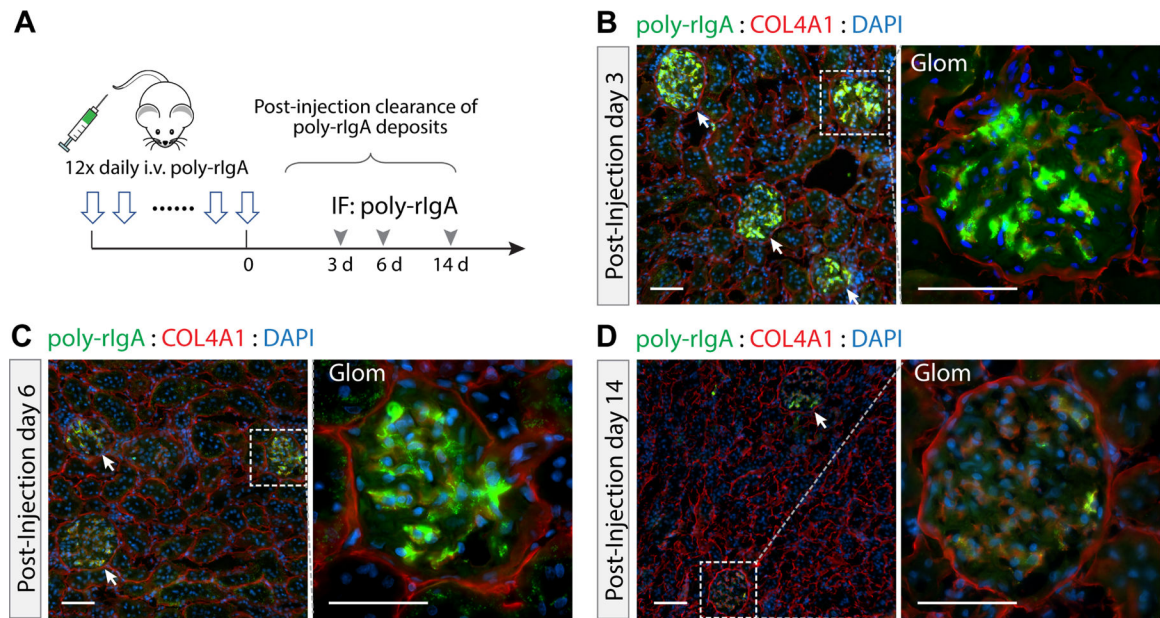 A
Post-injection clearance of
poly-rIgA deposits
12x daily i.v. poly-rIgA
IF: poly-rIgA
0
3 d
6 d
14 d
B
poly-rIgA : COL4A1 : DAPI
Post-Injection day 3
Glom
C
poly-rIgA : COL4A1 : DAPI
Post-Injection day 6
Glom
D
poly-rIgA : COL4A1 : DAPI
Post-Injection day 14
Glom